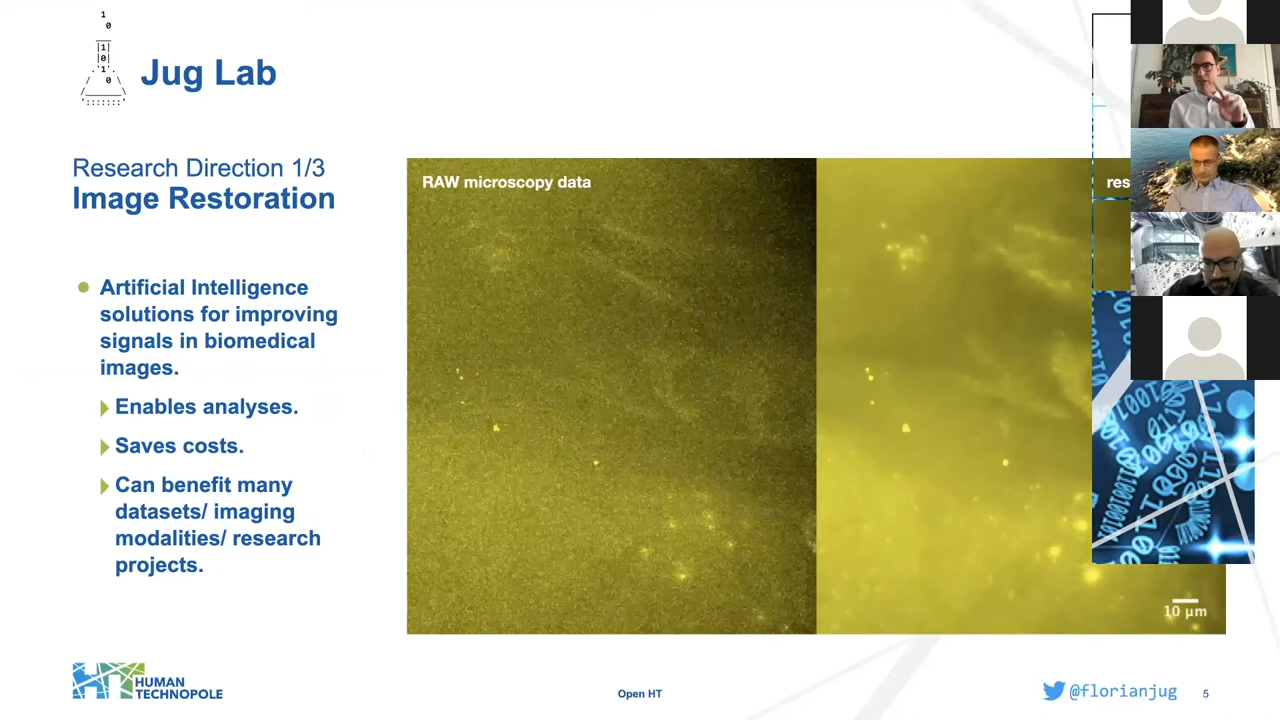 Jug Lab
Research Direction 1/3
Image Restoration
Artificial Intelligence
solutions for improving
signals in biomedical
images.
Enables analyses.
Saves costs.
Can benefit many
datasets/ imaging
modalities/ research
projects.
RAW microscopy data
res
10 µm
HT HUMAN
TECHNOPOLE
Open HT
@florianjug
5